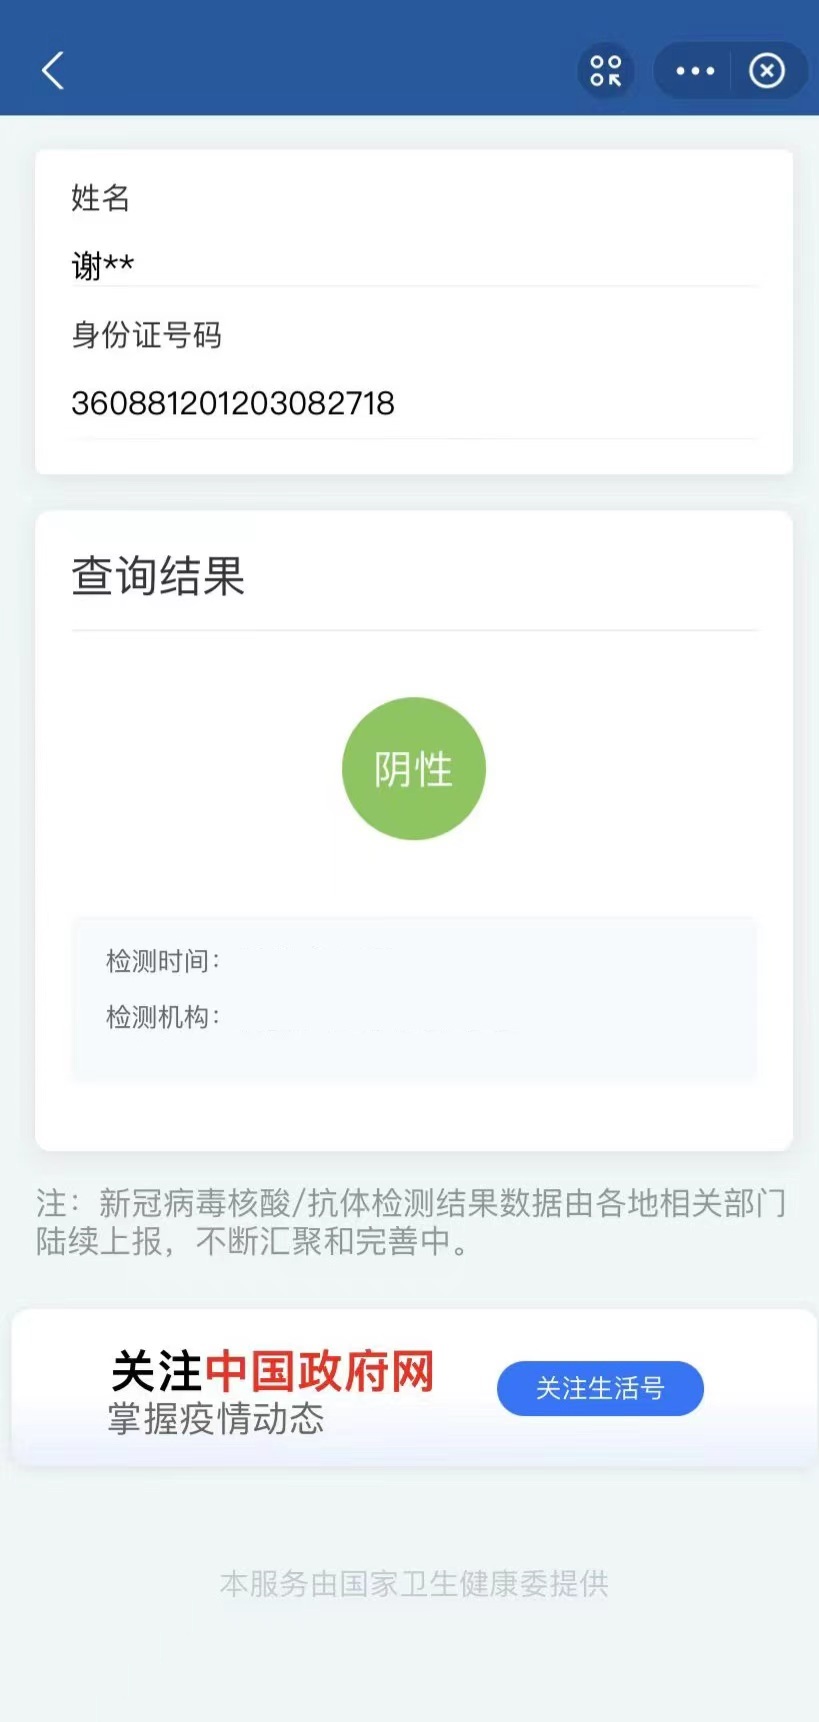 姓名
谢**
身份证号码
360881201203082718
查询结果
阴性
检测时间：
检测机构：
注：新冠病毒核酸/抗体检测结果数据由各地相关部门
陆续上报，不断汇聚和完善中。
关注中国政府网
掌握疫情动态
关注生活号
本服务由国家卫生健康委提供